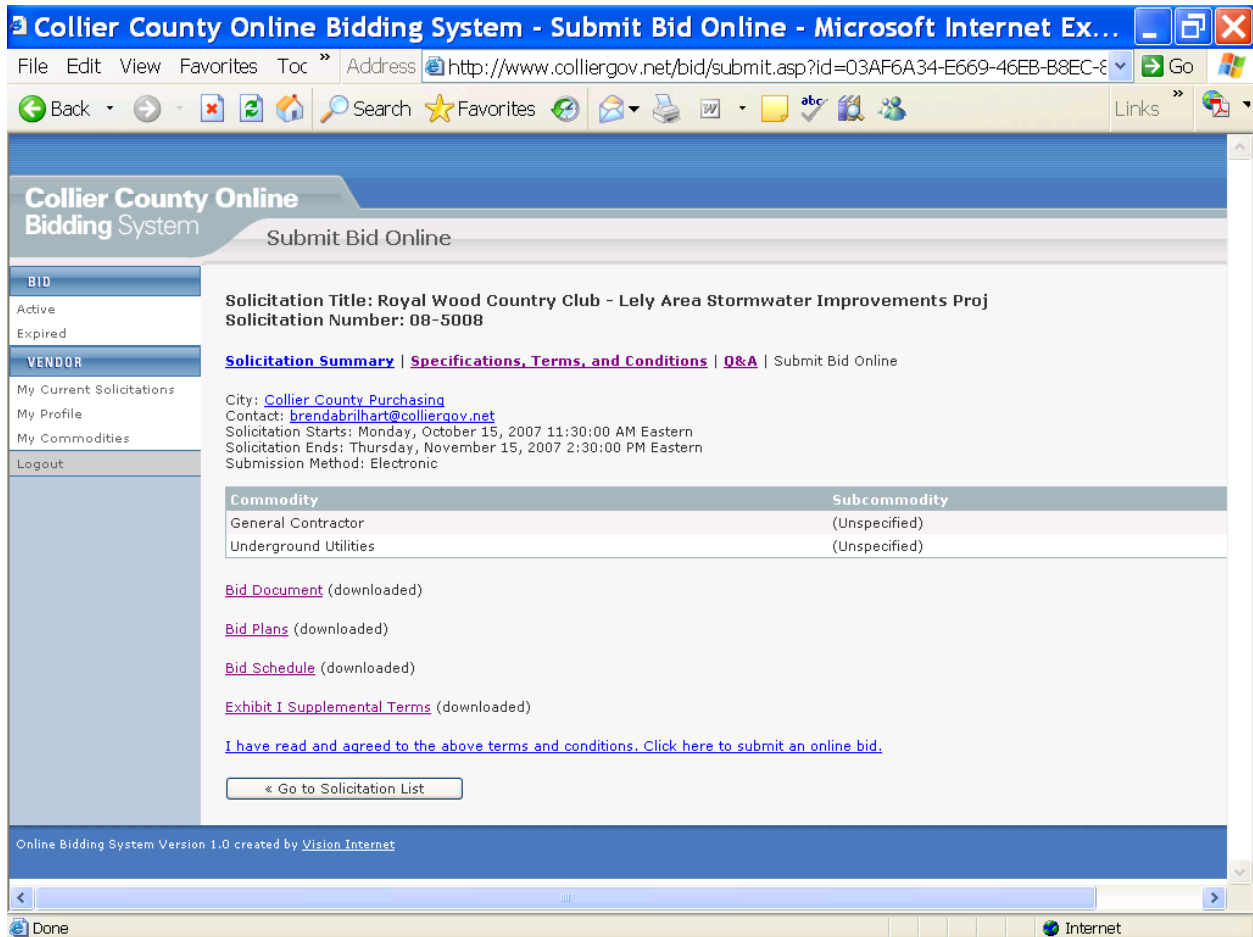 Collier County Online Bidding System - Submit Bid Online - Microsoft Internet Ex...
File Edit View Favorites Toc » Address http://www.colliergov.net/bid/submit.asp?id=03AF6A34-E669-46EB-B8EC-8 Go
Back Search Favorites Links »
Collier County Online
Bidding System
Submit Bid Online
BID
Active
Expired
VENDOR
My Current Solicitations
My Profile
My Commodities
Logout
Solicitation Title: Royal Wood Country Club - Lely Area Stormwater Improvements Proj
Solicitation Number: 08-5008
Solicitation Summary | Specifications, Terms, and Conditions | Q&A | Submit Bid Online
City: Collier County Purchasing
Contact: brendabrilhart@colliergov.net
Solicitation Starts: Monday, October 15, 2007 11:30:00 AM Eastern
Solicitation Ends: Thursday, November 15, 2007 2:30:00 PM Eastern
Submission Method: Electronic
Commodity Subcommodity
General Contractor (Unspecified)
Underground Utilities (Unspecified)
Bid Document (downloaded)
Bid Plans (downloaded)
Bid Schedule (downloaded)
Exhibit I Supplemental Terms (downloaded)
I have read and agreed to the above terms and conditions. Click here to submit an online bid.
« Go to Solicitation List
Online Bidding System Version 1.0 created by Vision Internet
Done Internet